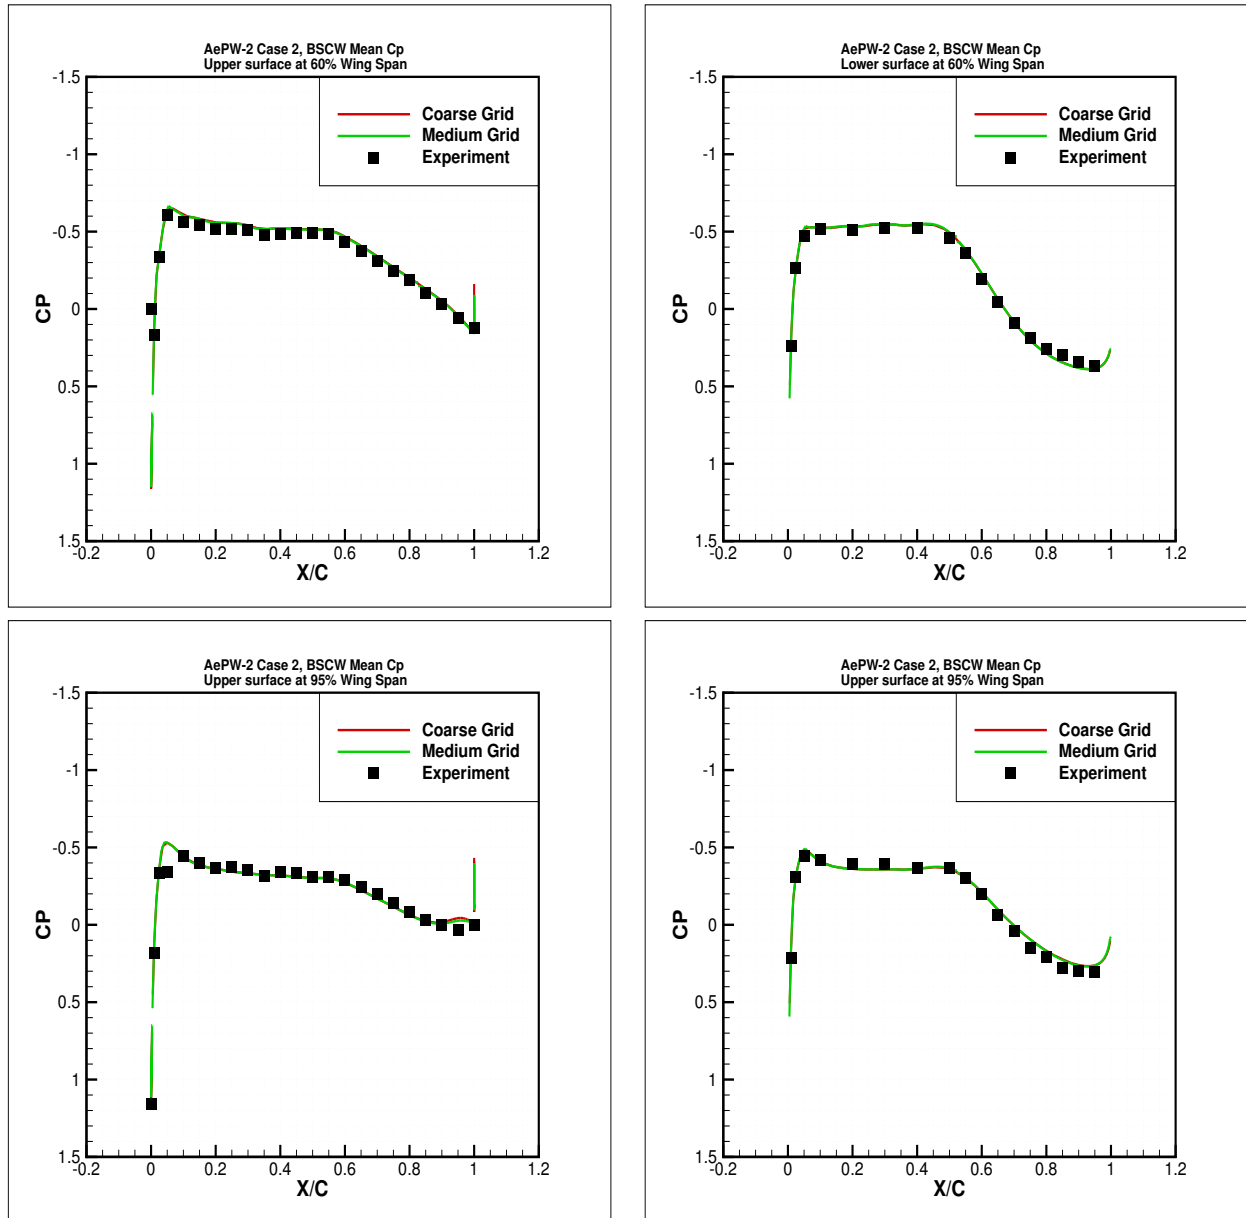 AePW-2 Case 2, BSCW Mean Cp
Upper surface at 60% Wing Span
-1.5
-1
-0.5
0
0.5
1
1.5
CP
Coarse Grid
Medium Grid
Experiment
-0.2 0 0.2 0.4 0.6 0.8 1 1.2
X/C
AePW-2 Case 2, BSCW Mean Cp
Lower surface at 60% Wing Span
-1.5
-1
-0.5
0
0.5
1
1.5
CP
Coarse Grid
Medium Grid
Experiment
-0.2 0 0.2 0.4 0.6 0.8 1 1.2
X/C
AePW-2 Case 2, BSCW Mean Cp
Upper surface at 95% Wing Span
-1.5
-1
-0.5
0
0.5
1
1.5
CP
Coarse Grid
Medium Grid
Experiment
-0.2 0 0.2 0.4 0.6 0.8 1 1.2
X/C
AePW-2 Case 2, BSCW Mean Cp
Upper surface at 95% Wing Span
-1.5
-1
-0.5
0
0.5
1
1.5
CP
Coarse Grid
Medium Grid
Experiment
-0.2 0 0.2 0.4 0.6 0.8 1 1.2
X/C